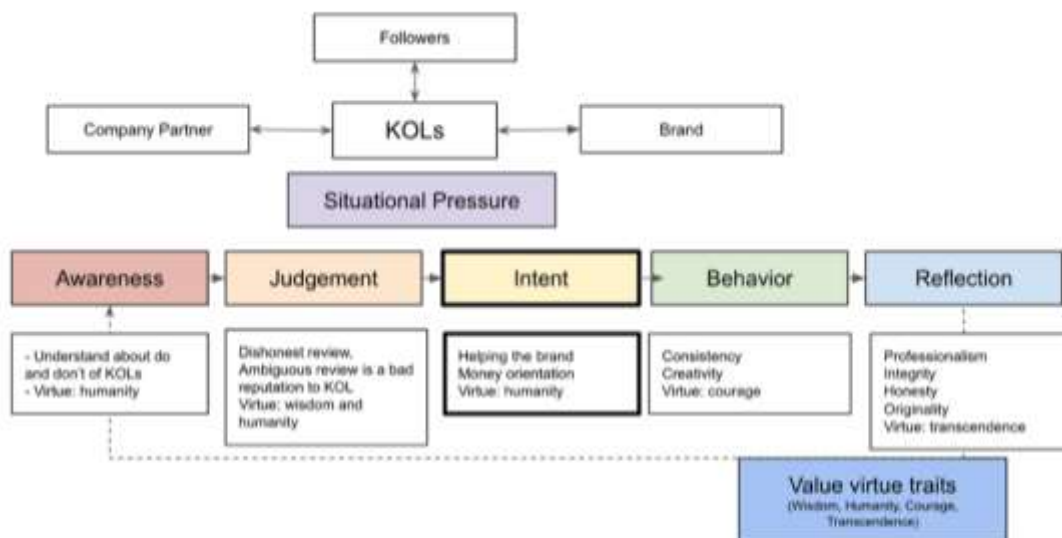 Followers
Company Partner
KOLs
Brand
Situational Pressure
Awareness
Judgement
Intent
Behavior
Reflection
- Understand about do
and don't of KOLs
- Virtue: humanity
Dishonest review,
Ambiguous review is a bad
reputation to KOL
Virtue: wisdom and
humanity
Helping the brand
Money orientation
Virtue: humanity
Consistency
Creativity
Virtue: courage
Professionalism
Integrity
Honesty
Originality
Virtue: transcendence
Value virtue traits
(Wisdom, Humanity, Courage,
Transcendence)